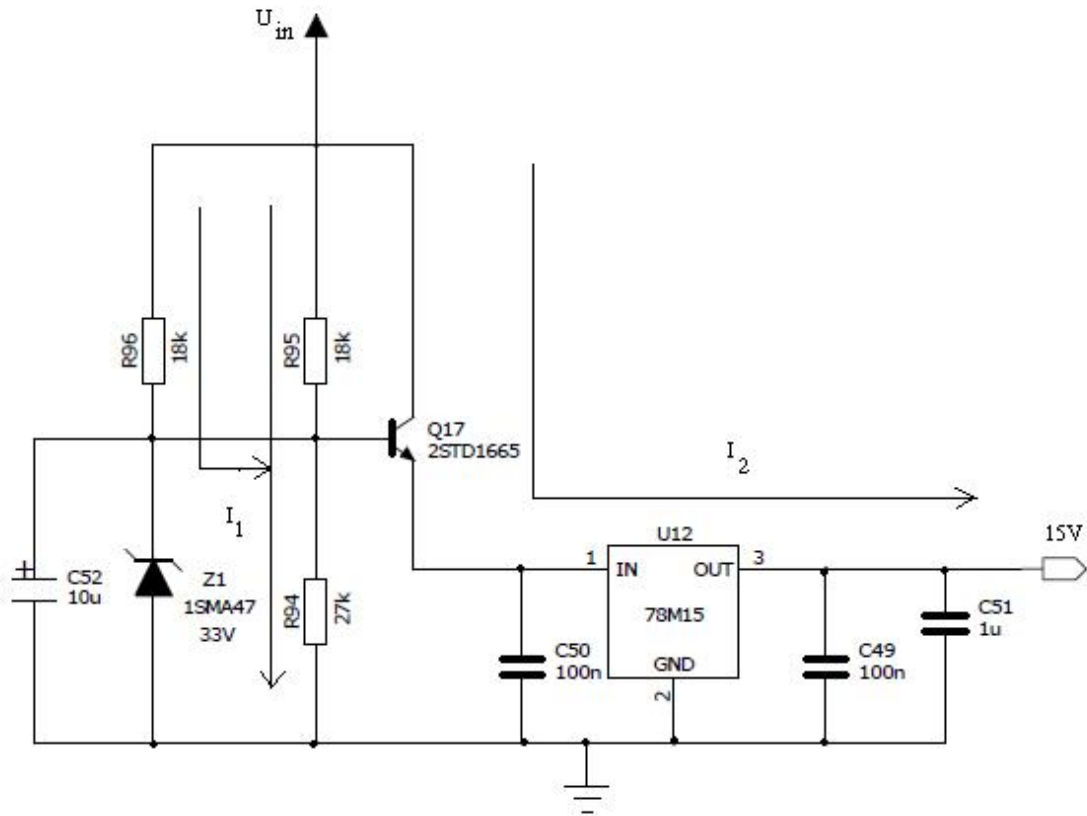 U in
R96
18k
R95
18k
Q17
2STD1665
I 2
I 1
15V
U12
1
IN
OUT
3
78M15
GND
2
+
C52
10u
Z1
1SMA47
33V
R94
27k
C50
100n
C49
100n
C51
1u